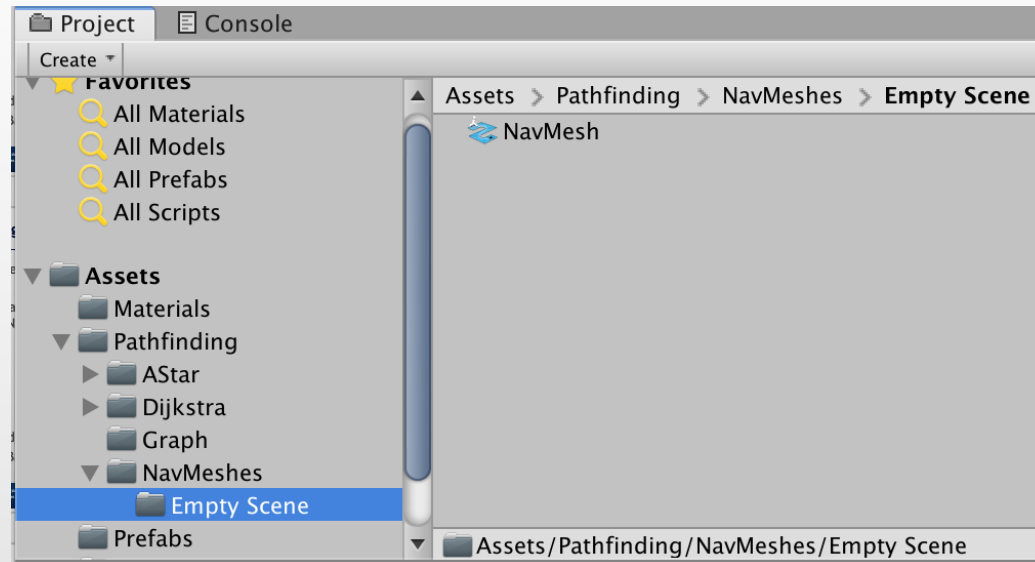 Project Console
Create
Favorites
All Materials
All Models
All Prefabs
All Scripts
Assets
Materials
Pathfinding
AStar
Dijkstra
Graph
NavMeshes
Empty Scene
Prefabs
Assets > Pathfinding > NavMeshes > Empty Scene
NavMesh
Assets/Pathfinding/NavMeshes/Empty Scene